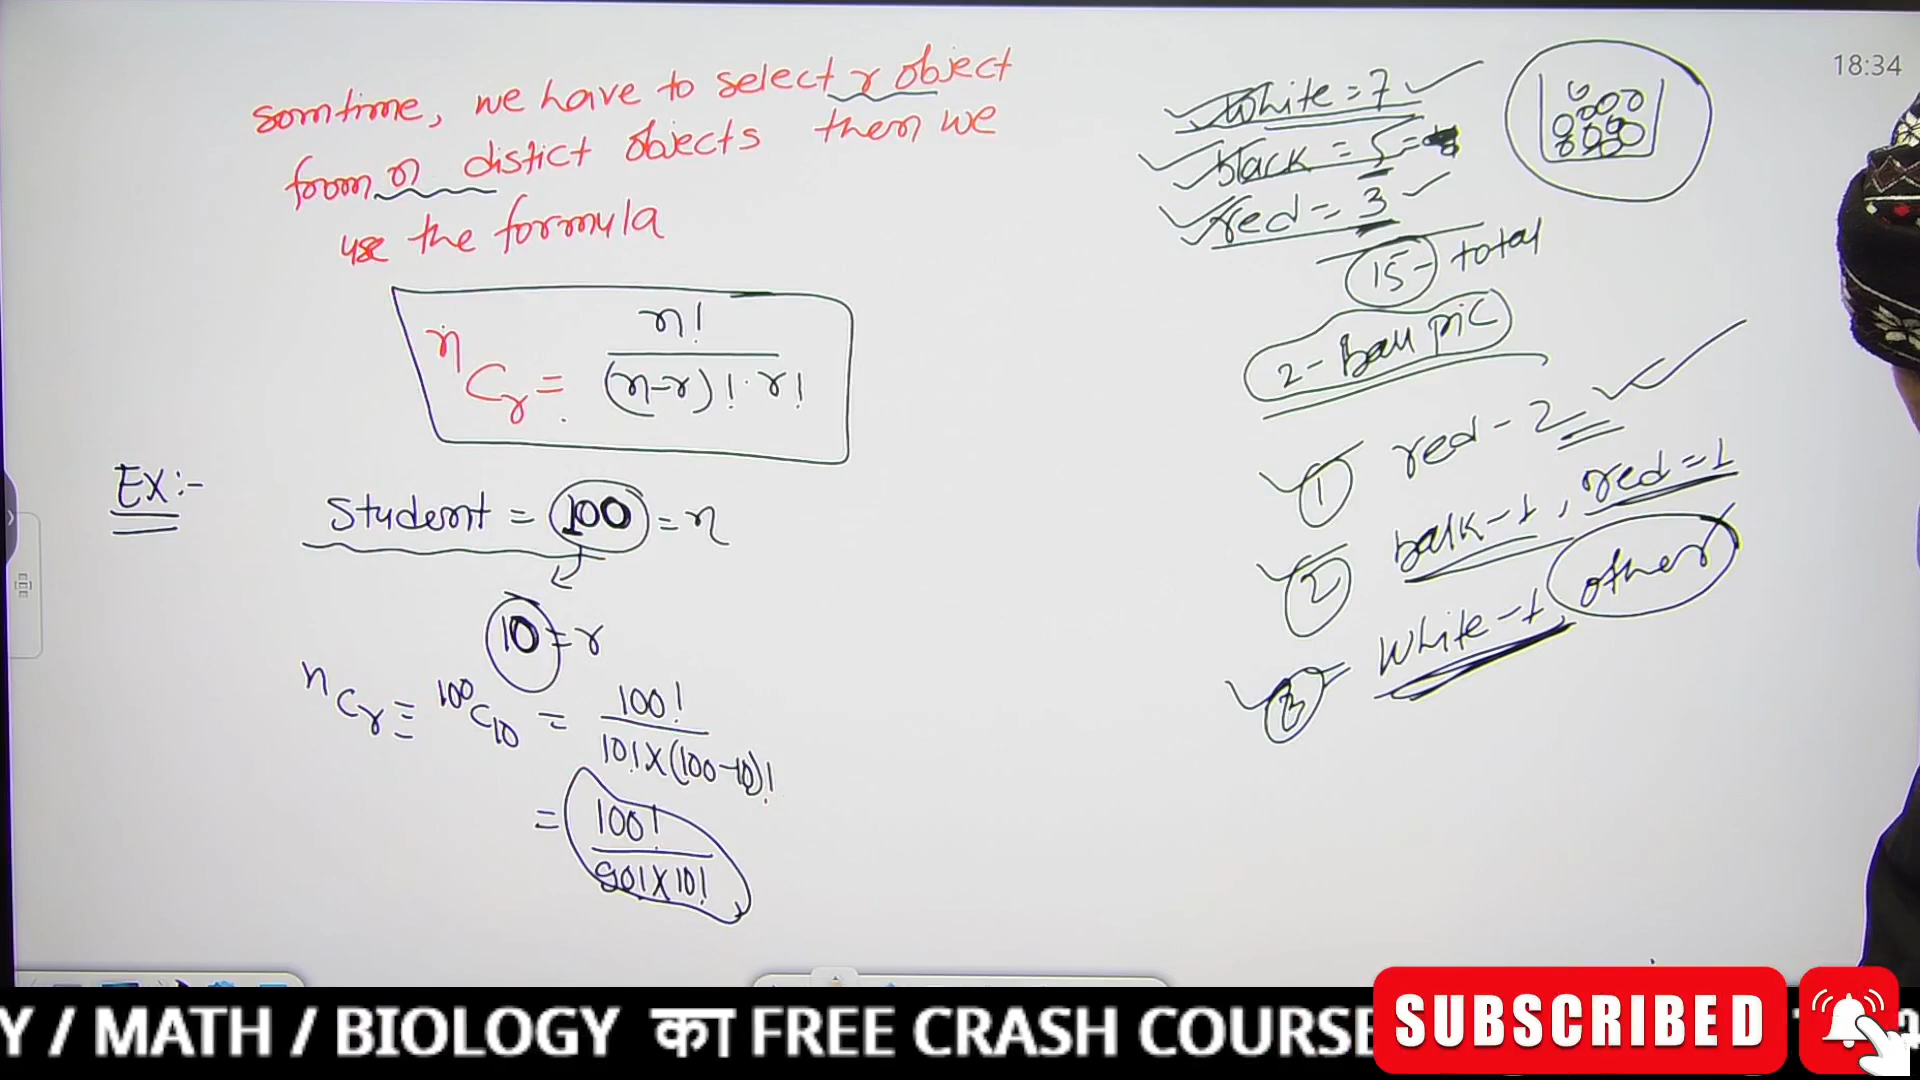 somtime, we have to select r object
from n distict objects then we
use the formula
nCr = n! / (n-r)! · r!
Ex:-
Student = 100 = n
10 = r
nCr = 100C10 = 100! / 10! × (100-10)!
= 100! / 90! × 10!
White = 7
black = 5 =
red = 3
15 - total
2 - Ball pic
1 red - 2
2 balk - 1, red = 1
3 White - 1, other
18:34
Y / MATH / BIOLOGY का FREE CRASH COURSE
SUBSCRIBED